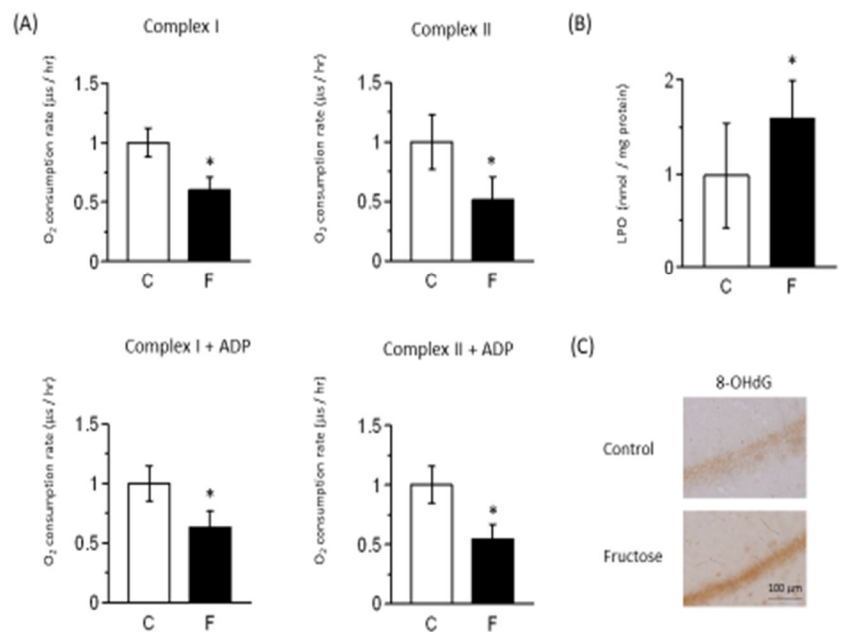 (A)
Complex I
O₂ consumption rate (µs / hr)
1.5
1
0.5
0
*
C
F
Complex II
O₂ consumption rate (µs / hr)
1.5
1
0.5
0
*
C
F
(B)
LPO (nmol / mg protein)
2
1
0
*
C
F
Complex I + ADP
O₂ consumption rate (µs / hr)
1.5
1
0.5
0
*
C
F
Complex II + ADP
O₂ consumption rate (µs / hr)
1.5
1
0.5
0
*
C
F
(C)
8-OHdG
Control
Fructose
100 µm